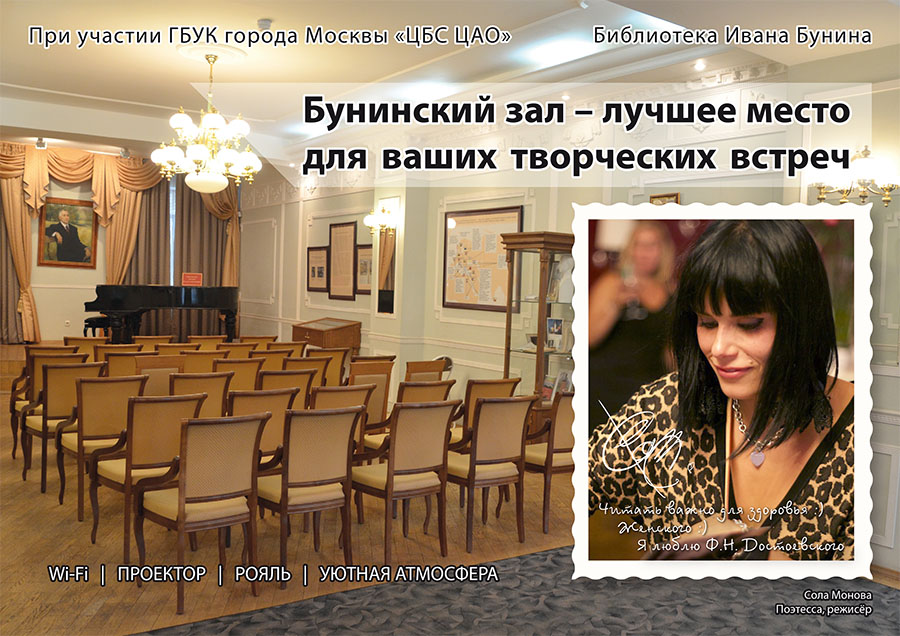 При участии ГБУК города Москвы «ЦБС ЦАО»
Библиотека Ивана Бунина
Бунинский зал – лучшее место
для ваших творческих встреч
Читать важно для здоровья :)
Женского :)
Я люблю Ф.Н. Достоевского
Wi-Fi | ПРОЕКТОР | РОЯЛЬ | УЮТНАЯ АТМОСФЕРА
Сола Монова
Поэтесса, режисёр